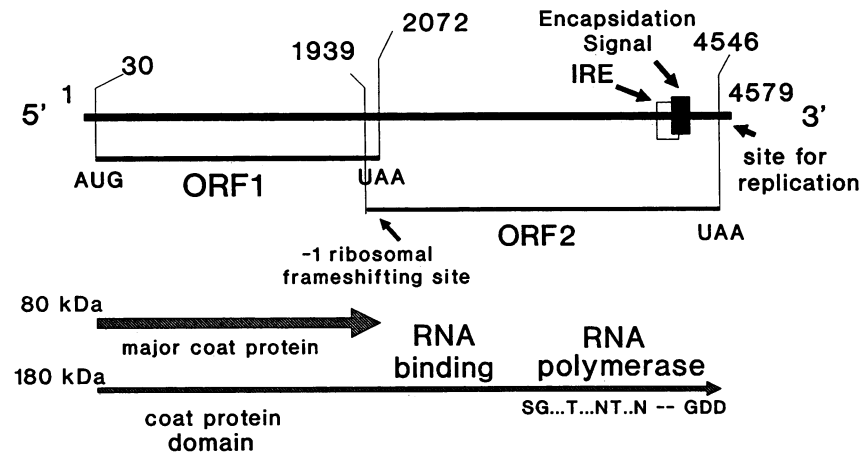 Encapsidation
Signal
2072
1939
4546
30
IRE
1
4579
5' 3'
site for
replication
AUG ORF1 UAA
ORF2 UAA
-1 ribosomal
frameshifting site
80 kDa
major coat protein
RNA
binding
RNA
polymerase
180 kDa
SG...T...NT..N -- GDD
coat protein
domain